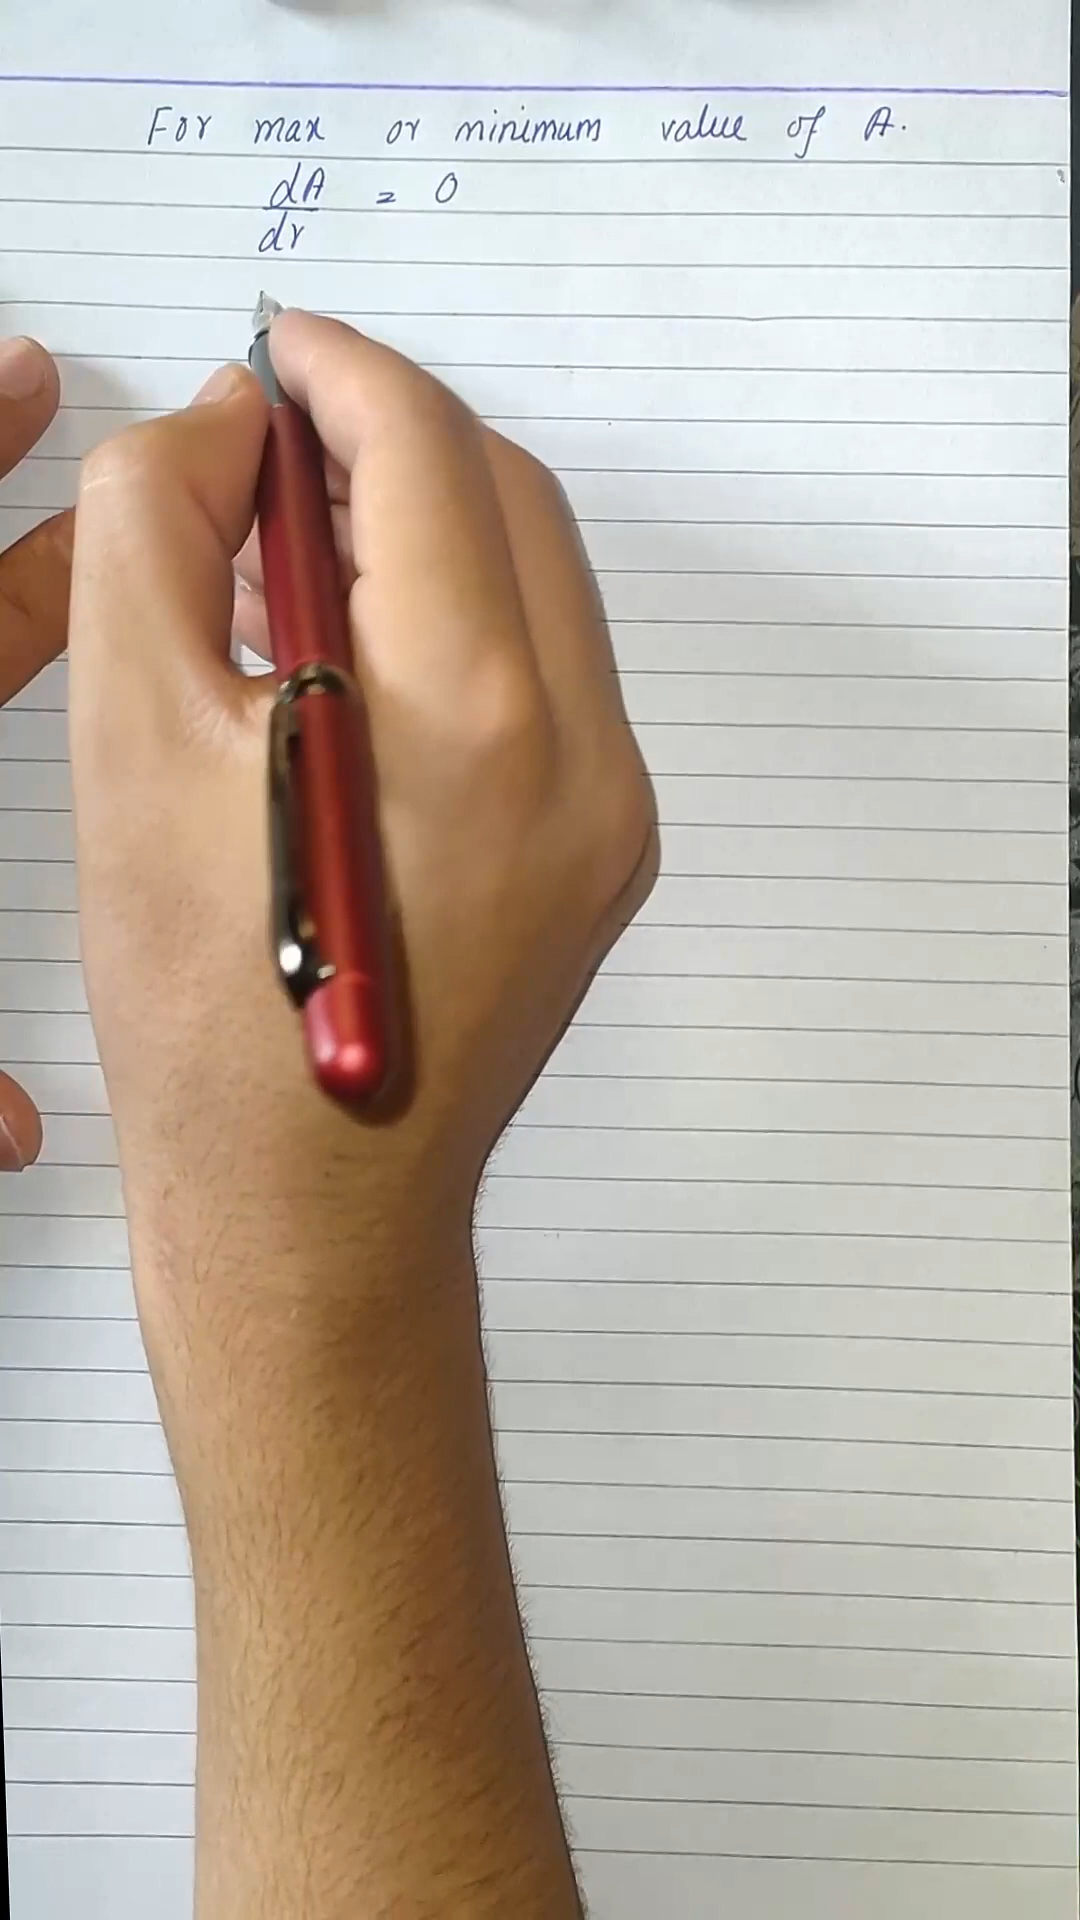 For max or minimum value of A.
dA/dr = 0